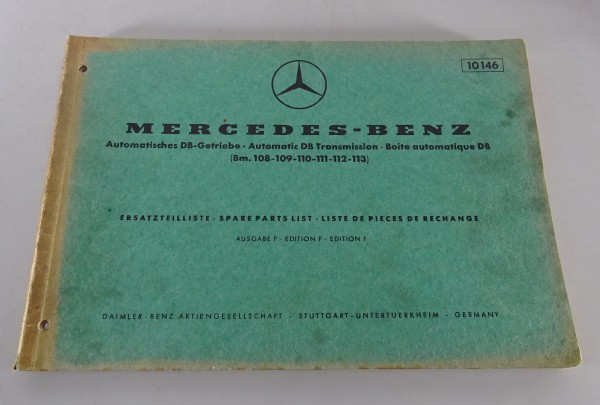 10146
MERCEDES-BENZ
Automatisches DB-Getriebe · Automatic DB Transmission · Boite automatique DB
(Bm. 108-109-110-111-112-113)
ERSATZTEILLISTE · SPARE PARTS LIST · LISTE DE PIECES DE RECHANGE
AUSGABE F · EDITION F · EDITION F
DAIMLER-BENZ AKTIENGESELLSCHAFT · STUTTGART-UNTERTUERKHEIM · GERMANY